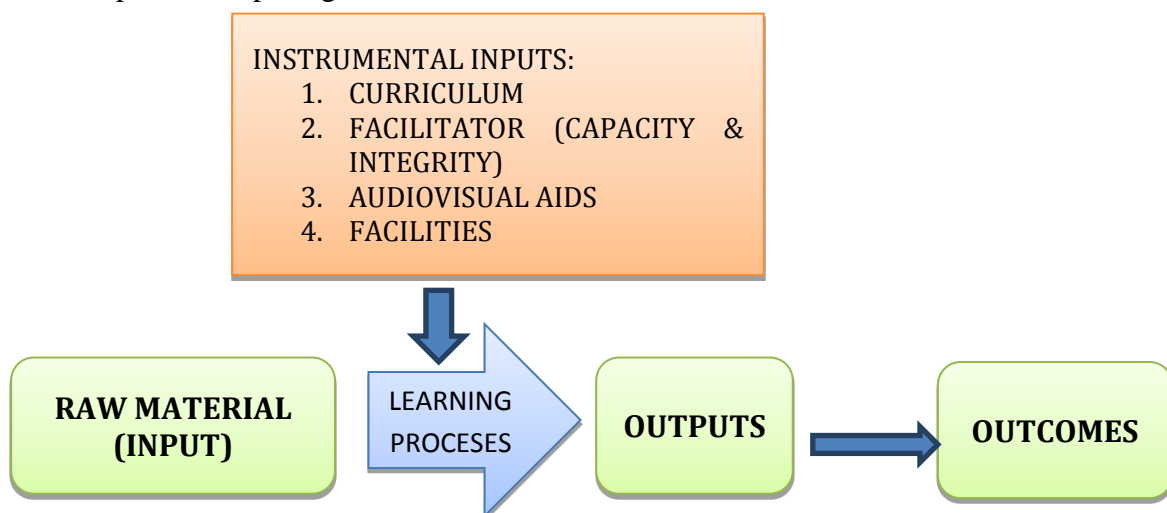 INSTRUMENTAL INPUTS:
1. CURRICULUM
2. FACILITATOR (CAPACITY &
INTEGRITY)
3. AUDIOVISUAL AIDS
4. FACILITIES
RAW MATERIAL
(INPUT)
LEARNING
PROCESES
OUTPUTS
OUTCOMES